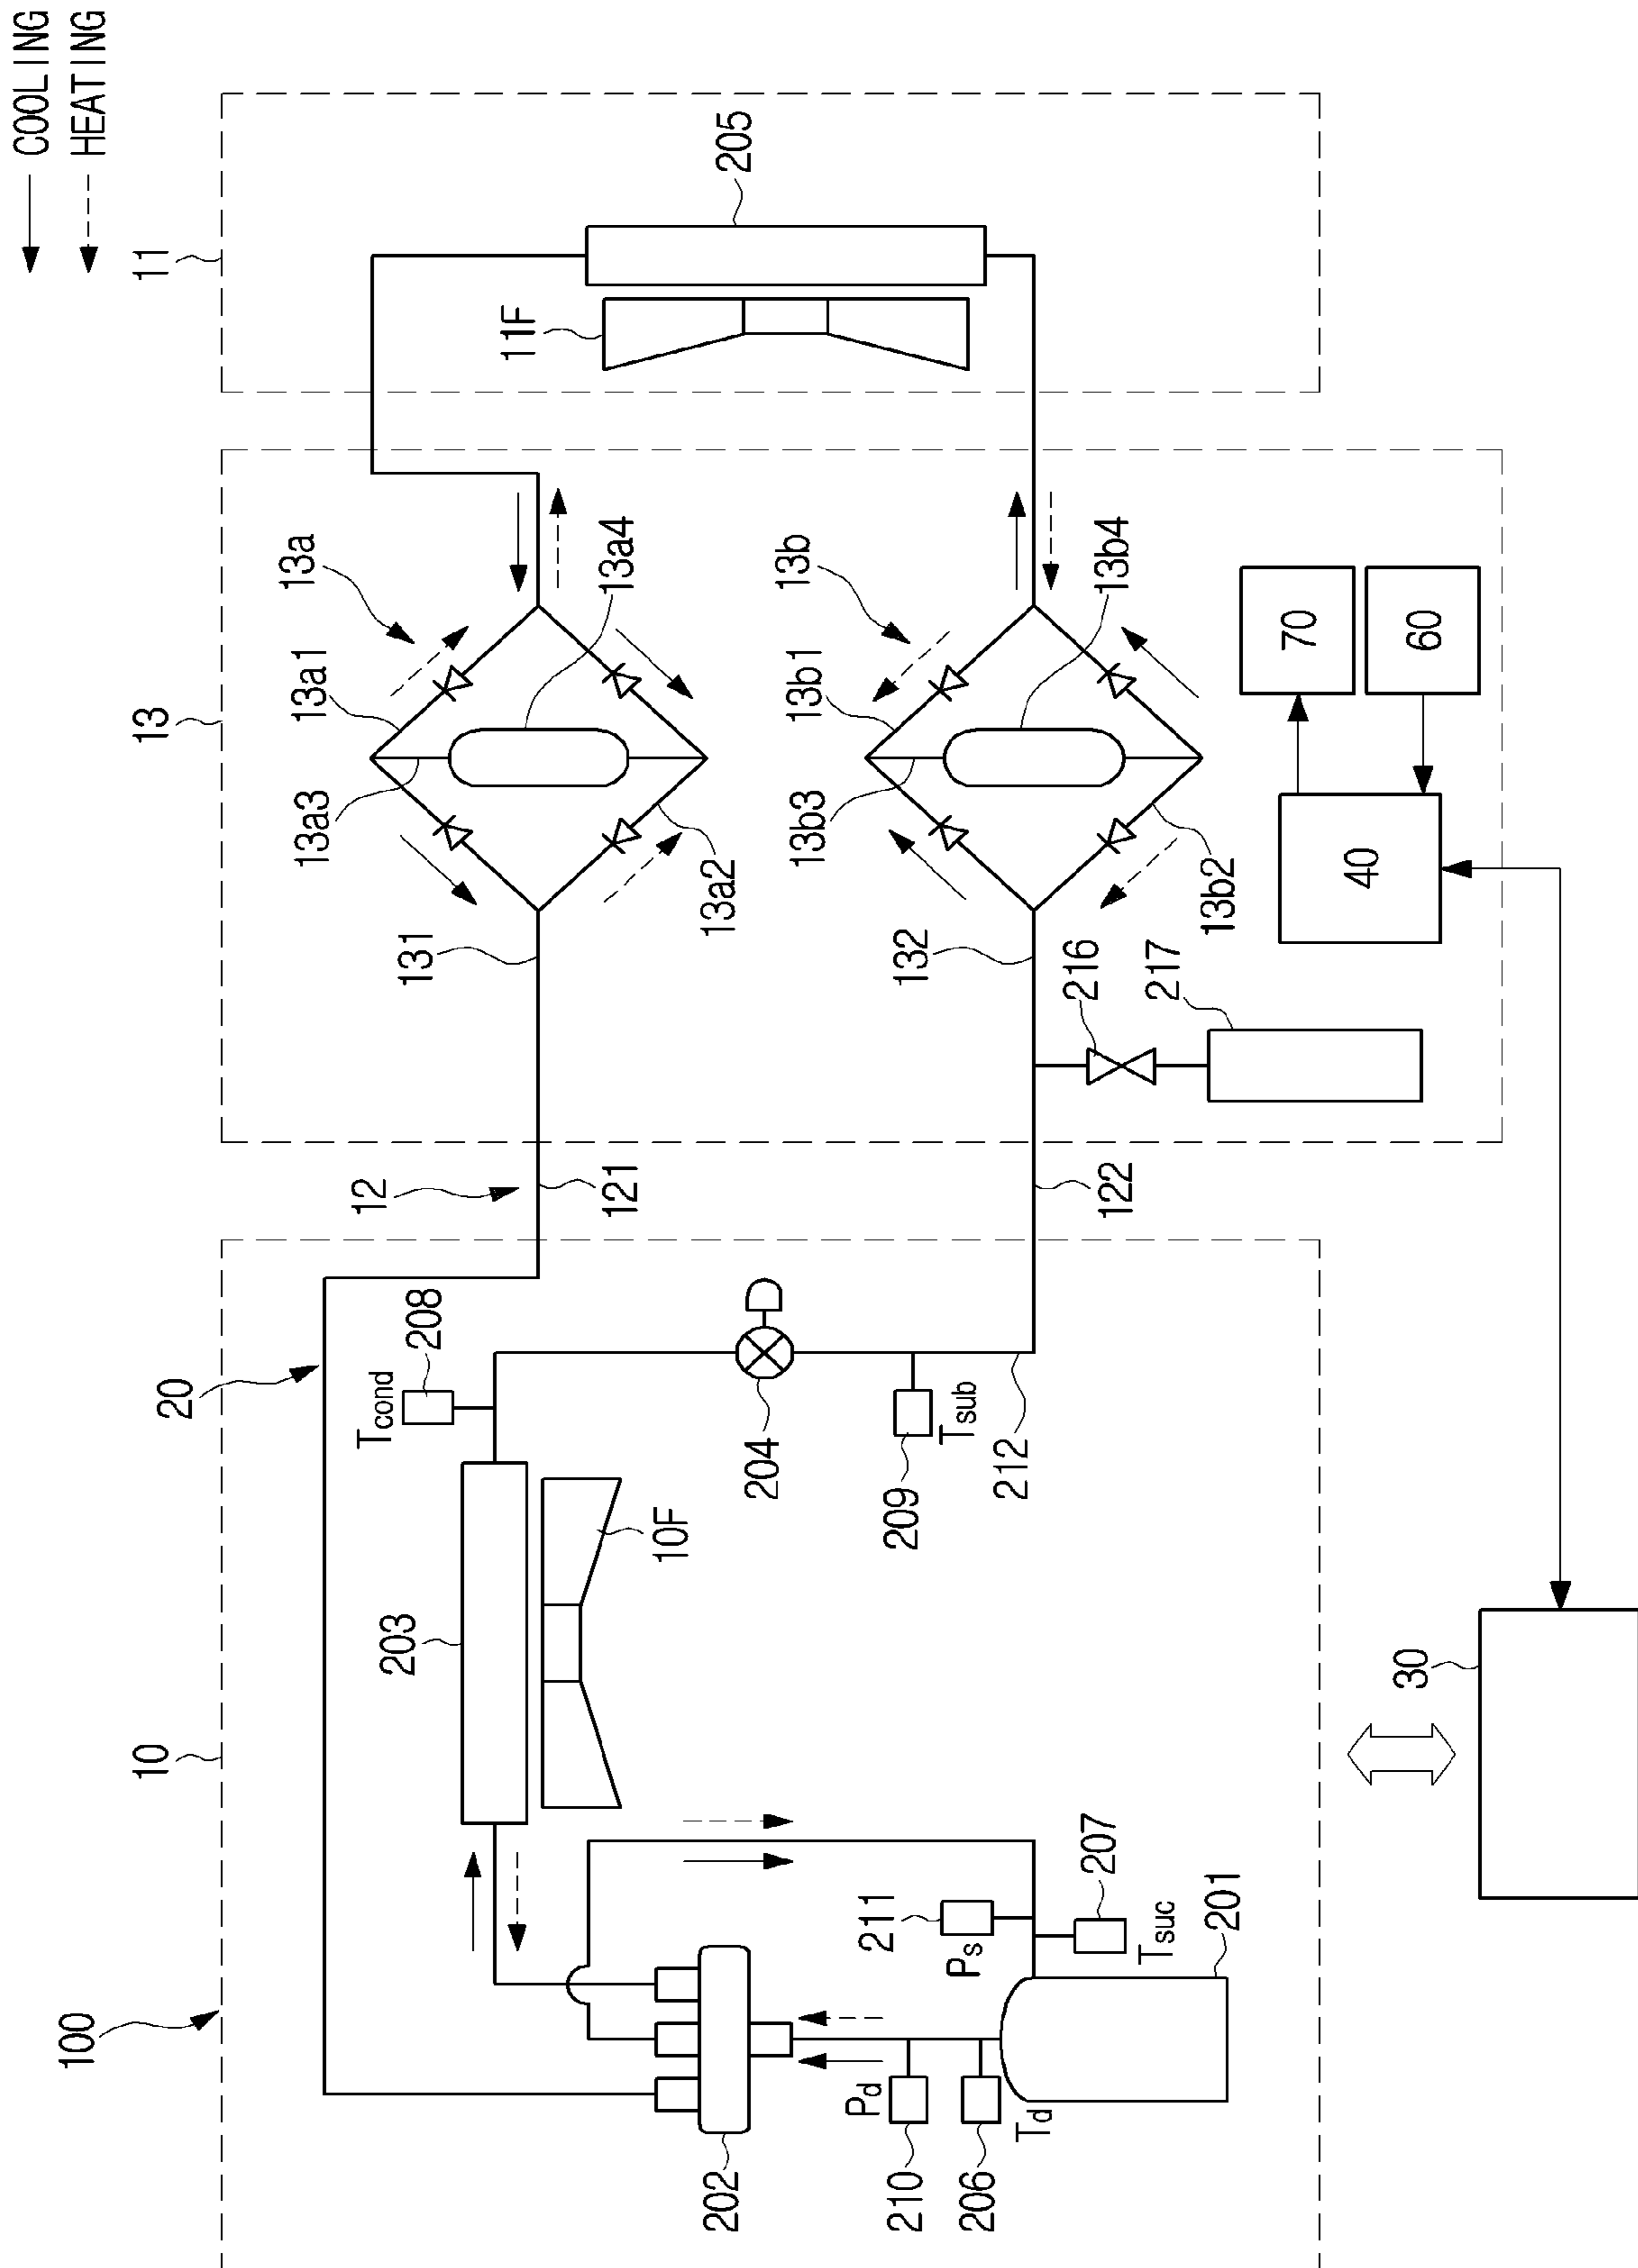 COOLING
HEATING
11
205
11F
13
13a
13a1
13a4
13a3
13a2
131
13b
13b1
13b4
13b3
13b2
132
70
60
40
216
217
12
121
122
20
10
100
208
Tcond
204
209
Tsub
212
203
10F
30
211
Ps
207
Tsuc
201
202
Pd
210
206
Td